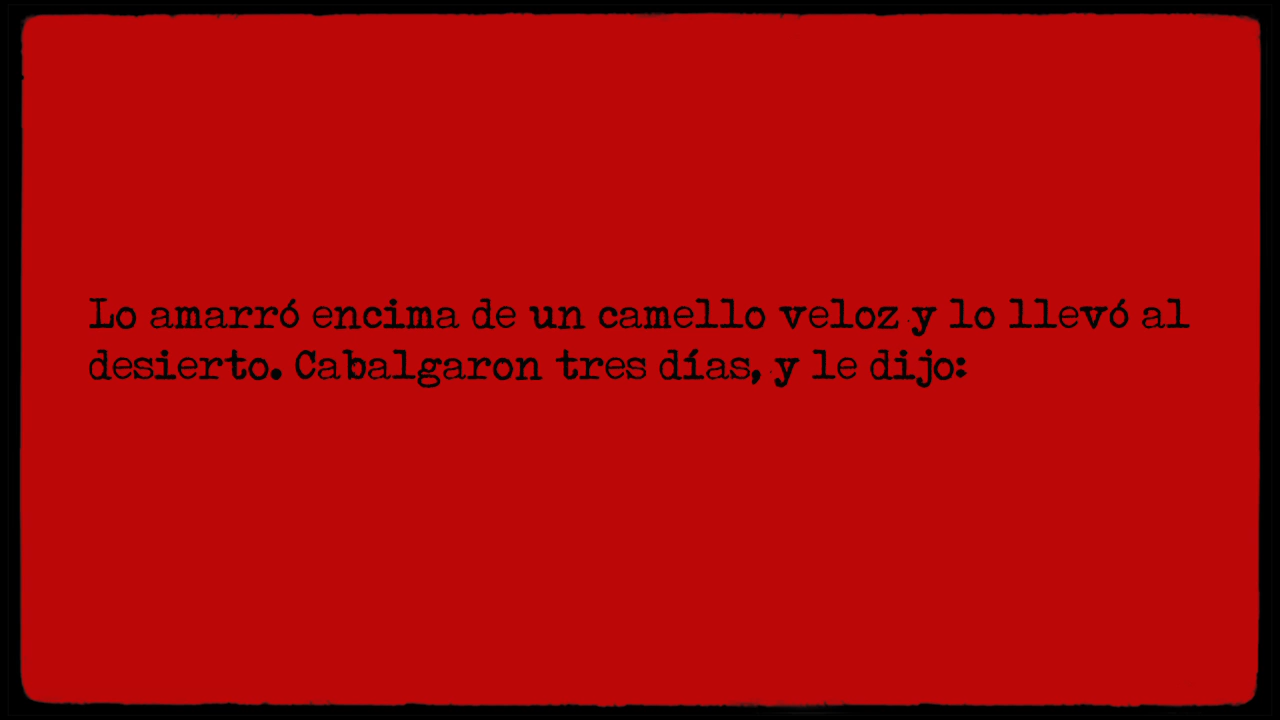 Lo amarró encima de un camello veloz y lo llevó al
desierto. Cabalgaron tres días, y le dijo: